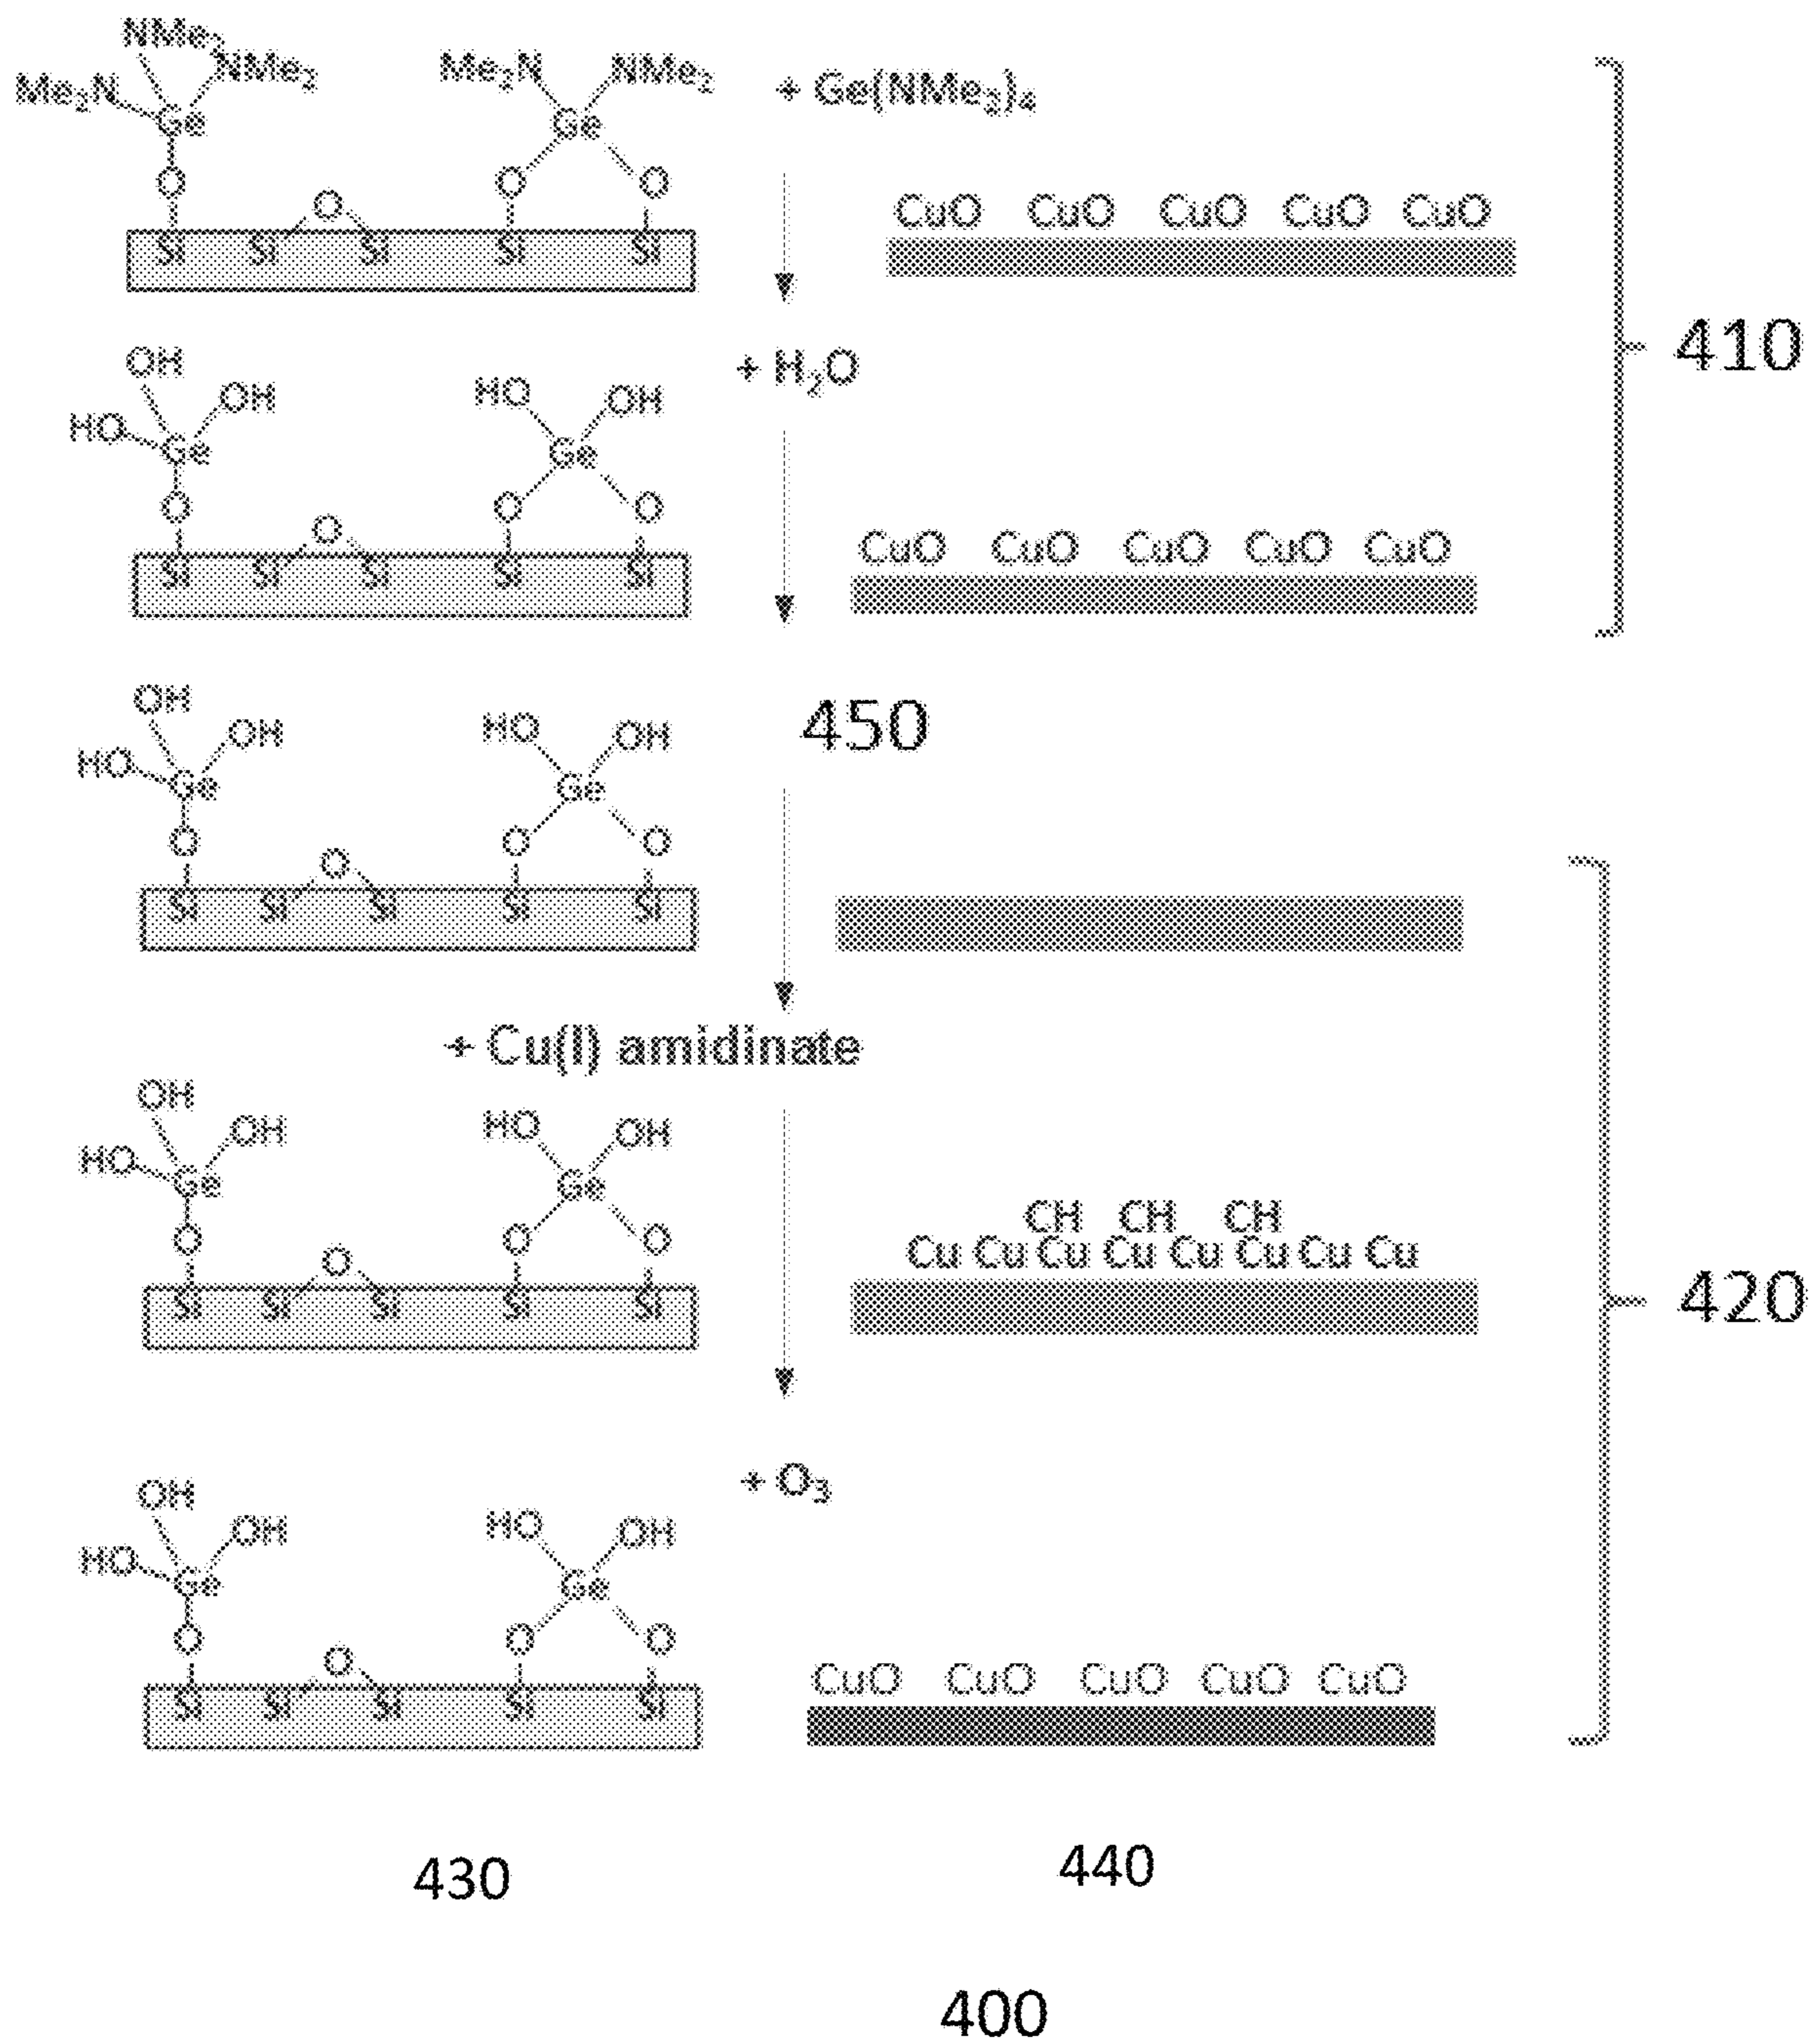 NMe₂
Me₂N NMe₂ Me₂N NMe₂ + Ge(NMe₂)₄
Ge Ge
O O O O
CuO CuO CuO CuO CuO
Si Si Si Si Si
410
OH HO OH + H₂O
HO OH
Ge Ge
O O O O
CuO CuO CuO CuO CuO
Si Si Si Si Si
OH HO OH 450
HO OH
Ge Ge
O O O O
Si Si Si Si Si
+ Cu(I) amidinate
OH HO OH
HO OH
Ge Ge
CH CH CH
O O O O
Cu Cu Cu Cu Cu Cu Cu Cu
Si Si Si Si Si
420
+ O₃
OH HO OH
HO OH
Ge Ge
O O O O
CuO CuO CuO CuO CuO
Si Si Si Si Si
430 440
400